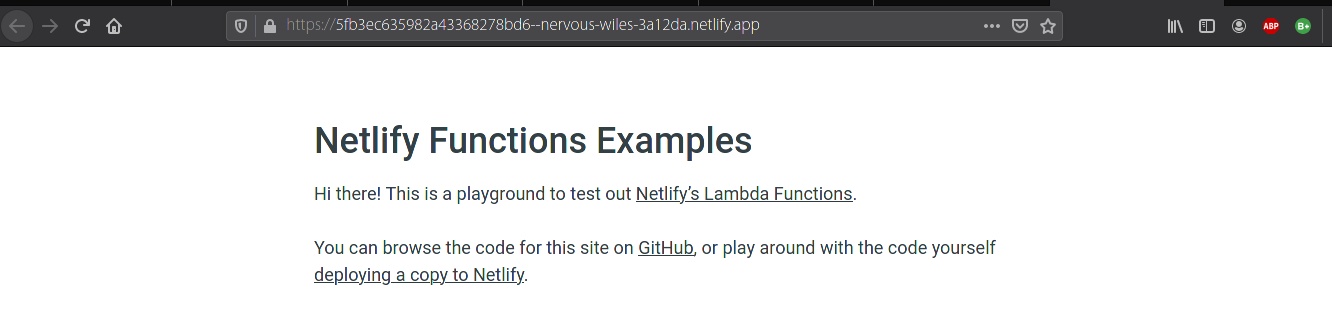 https://5fb3ec635982a43368278bd6--nervous-wiles-3a12da.netlify.app
ABP
B+
Netlify Functions Examples
Hi there! This is a playground to test out Netlify’s Lambda Functions.
You can browse the code for this site on GitHub, or play around with the code yourself
deploying a copy to Netlify.